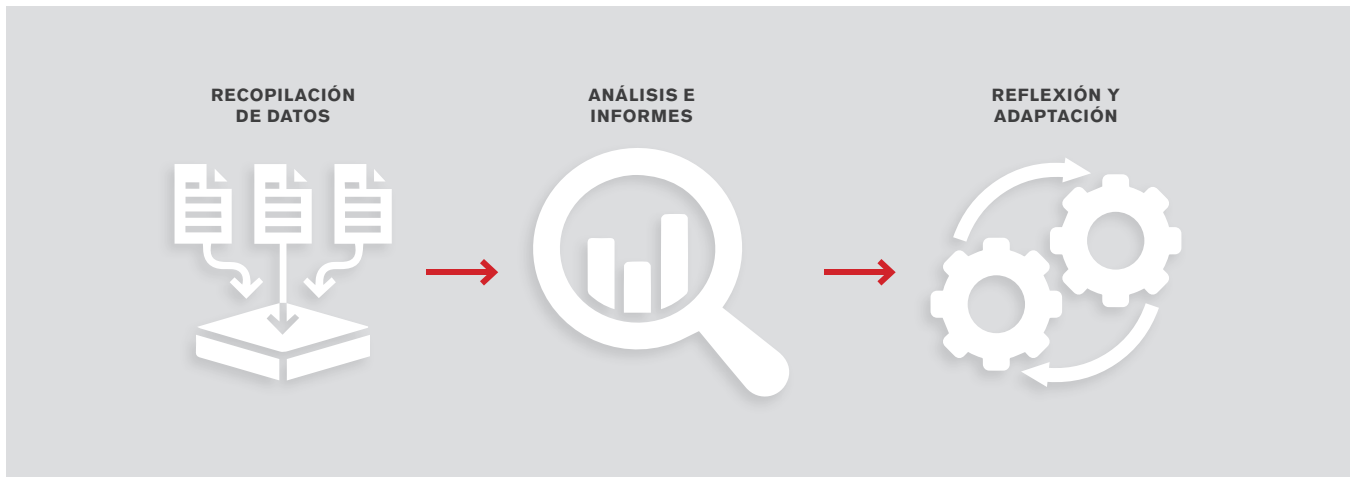 RECOPILACIÓN
DE DATOS
ANÁLISIS E
INFORMES
REFLEXIÓN Y
ADAPTACIÓN